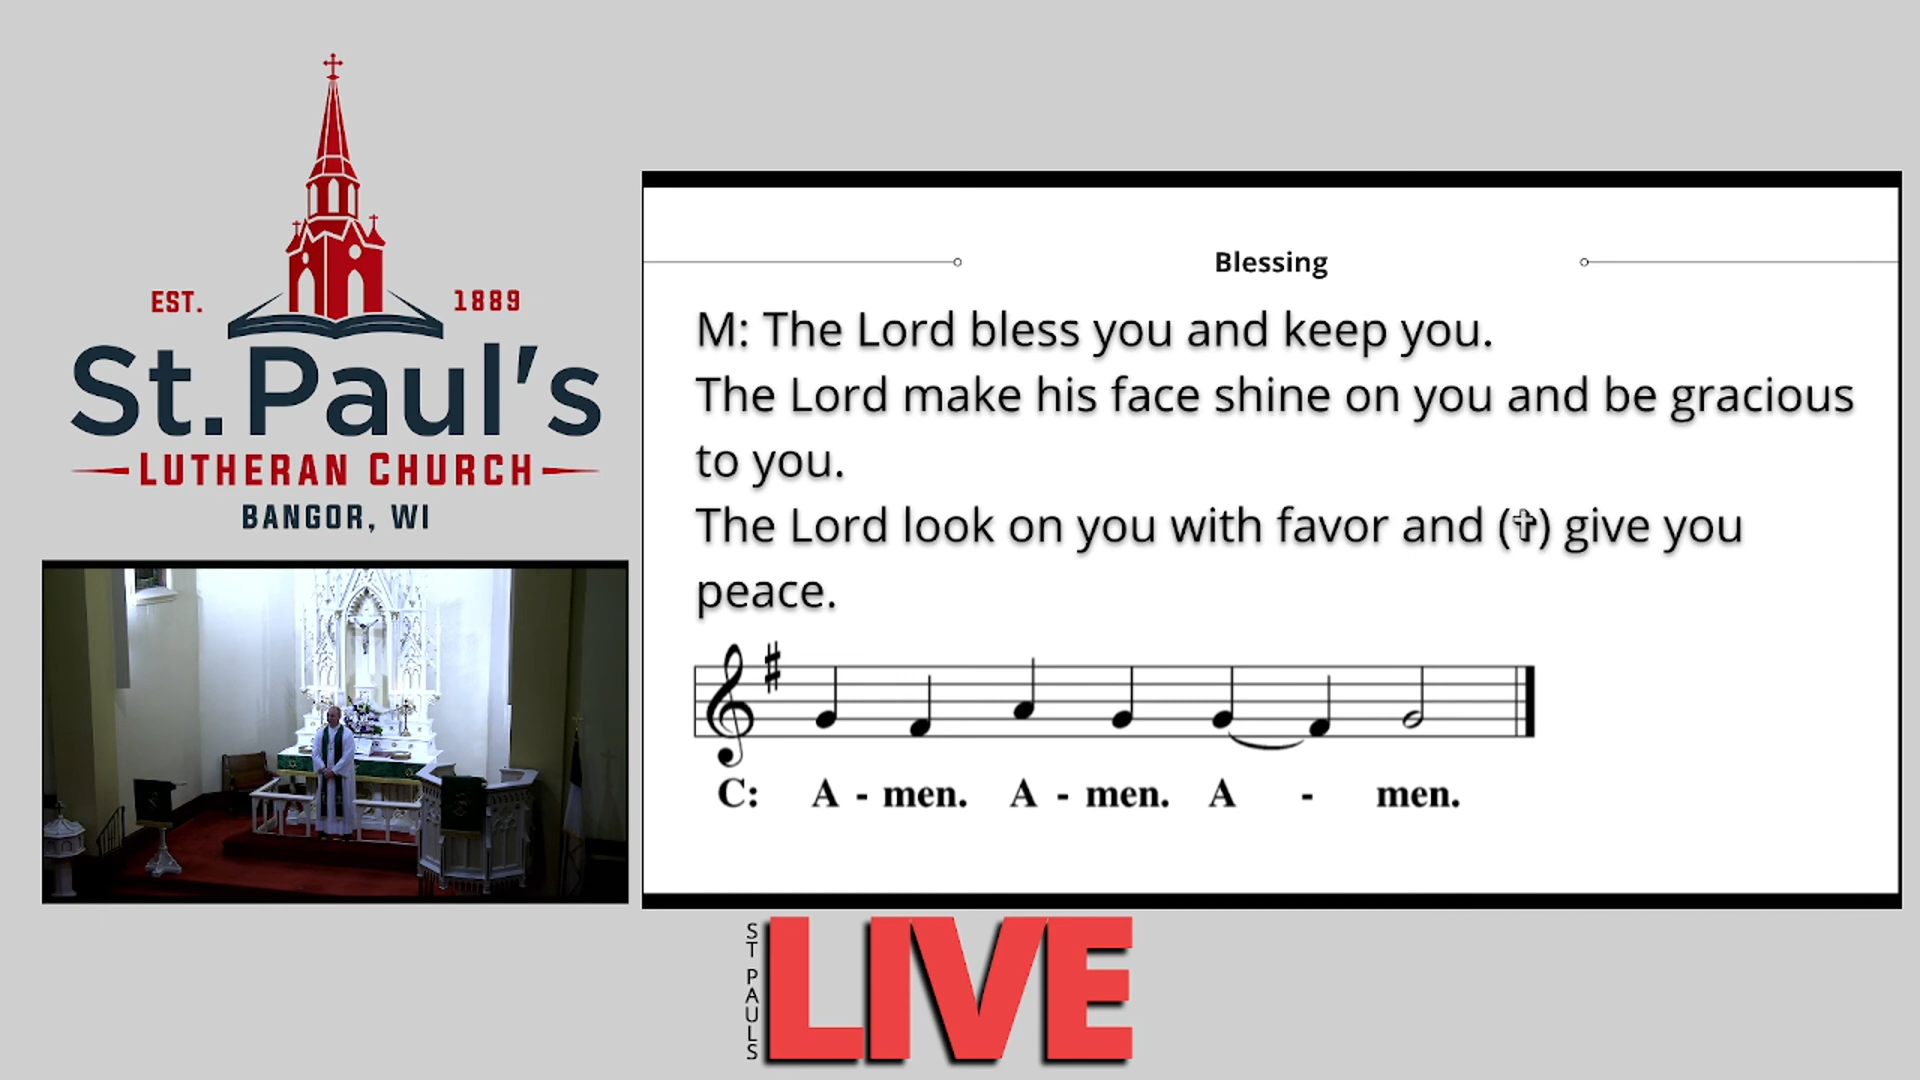 EST. 1889
St. Paul's
LUTHERAN CHURCH
BANGOR, WI
Blessing
M: The Lord bless you and keep you.
The Lord make his face shine on you and be gracious
to you.
The Lord look on you with favor and (✞) give you
peace.
C: A - men. A - men. A - men.
ST PAULS
LIVE